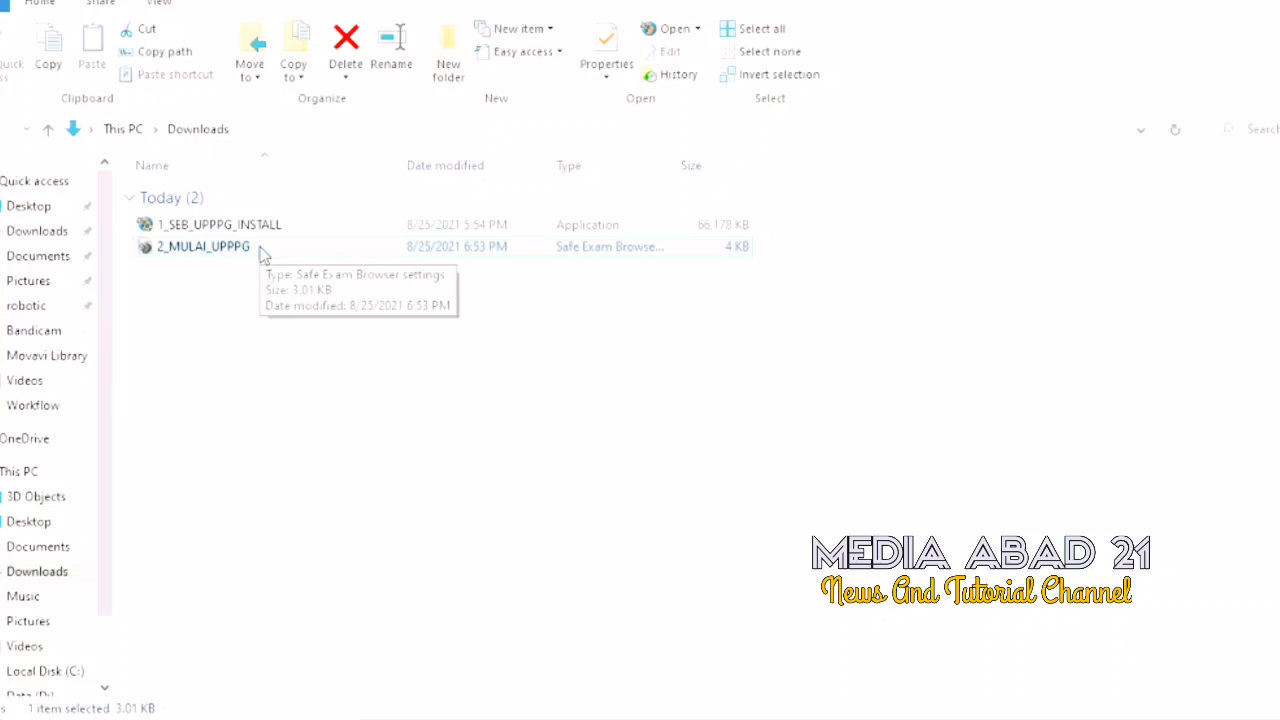 Home Share View
Cut
New item
Open
Select all
Copy path
Easy access
Edit
Select none
Quick Copy Paste Move to Copy to Delete Rename New folder Properties
Paste shortcut
History
Invert selection
Clipboard Organize New Open Select
This PC > Downloads
Search
Name Date modified Type Size
Today (2)
1_SEB_UPPPG_INSTALL 8/25/2021 5:54 PM Application 66,178 KB
2_MULAI_UPPPG 8/25/2021 6:53 PM Safe Exam Browse... 4 KB
Type: Safe Exam Browser settings
Size: 3.01 KB
Date modified: 8/25/2021 6:53 PM
Quick access
Desktop
Downloads
Documents
Pictures
robotic
Bandicam
Movavi Library
Videos
Workflow
OneDrive
This PC
3D Objects
Desktop
Documents
Downloads
Music
Pictures
Videos
Local Disk (C:)
Data (D:)
1 item selected 3.01 KB
MEDIA ABAD 21
News And Tutorial Channel